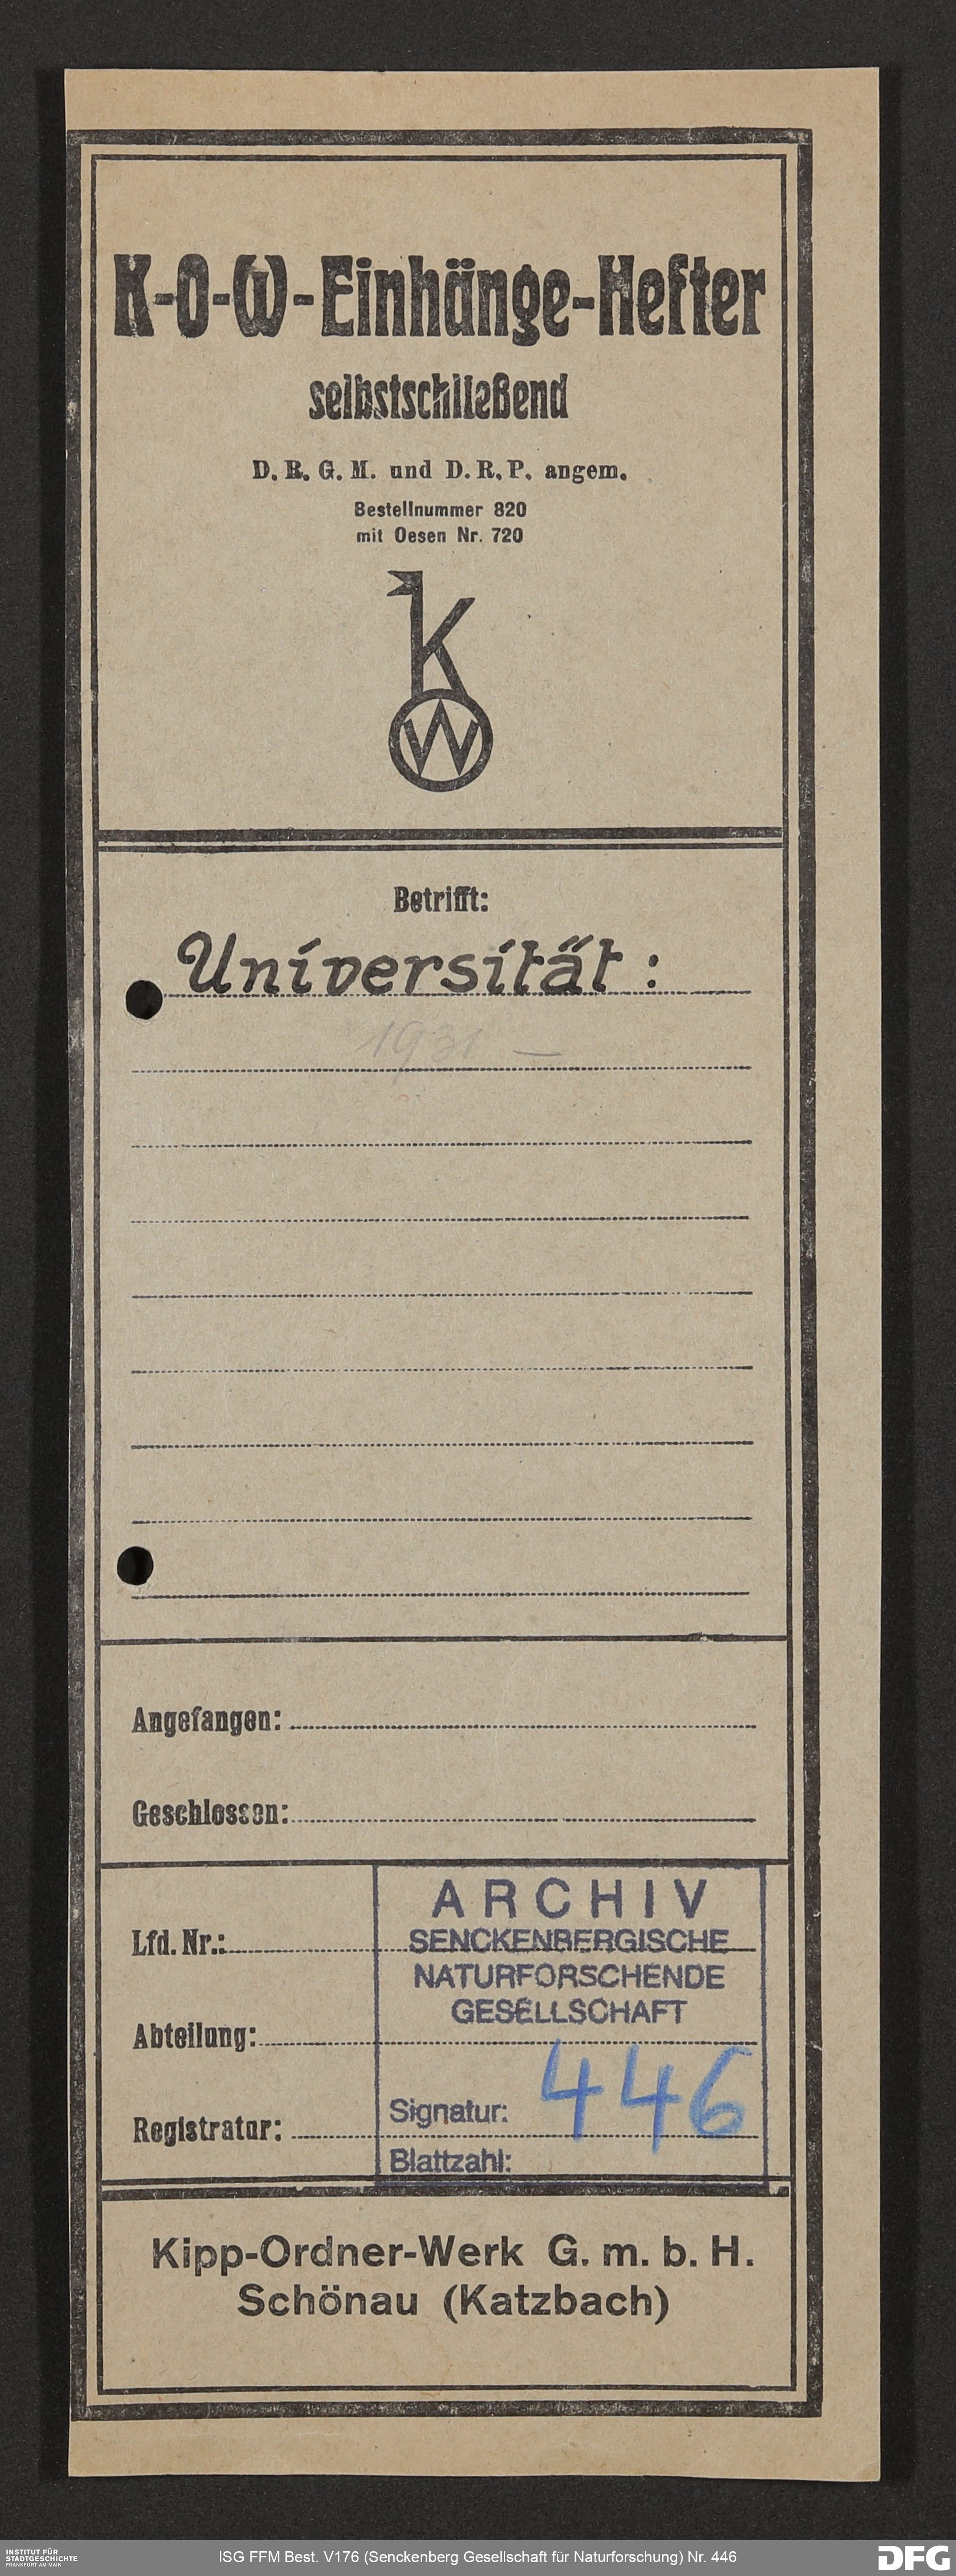 K-O-W-Einhänge-Hefter
selbstschließend
D. R. G. M. und D. R. P. angem.
Bestellnummer 820
mit Oesen Nr. 720
K
W
Betrifft:
Universität:
1931 —
Angefangen:
Geschlossen:
Lfd. Nr.:
Abteilung:
Registratur:
ARCHIV
SENCKENBERGISCHE
NATURFORSCHENDE
GESELLSCHAFT
Signatur: 446
Blattzahl:
Kipp-Ordner-Werk G. m. b. H.
Schönau (Katzbach)
INSTITUT FÜR
STADTGESCHICHTE
FRANKFURT AM MAIN
ISG FFM Best. V176 (Senckenberg Gesellschaft für Naturforschung) Nr. 446
DFG